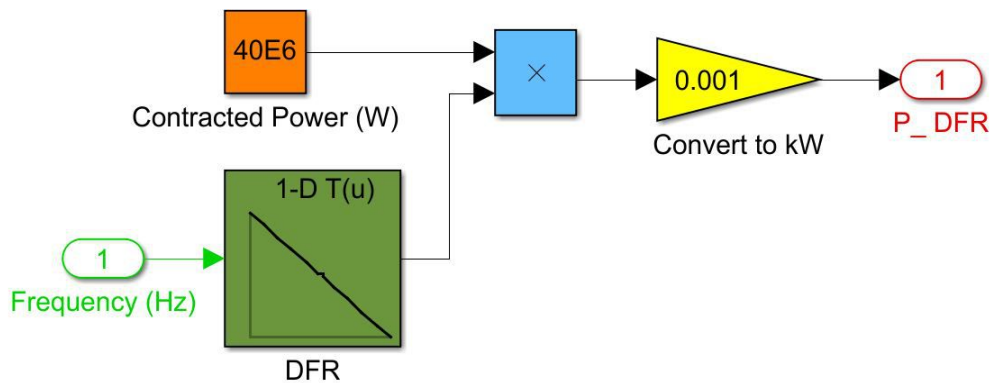 40E6
Contracted Power (W)
×
0.001
Convert to kW
1
P_ DFR
1-D T(u)
1
Frequency (Hz)
DFR